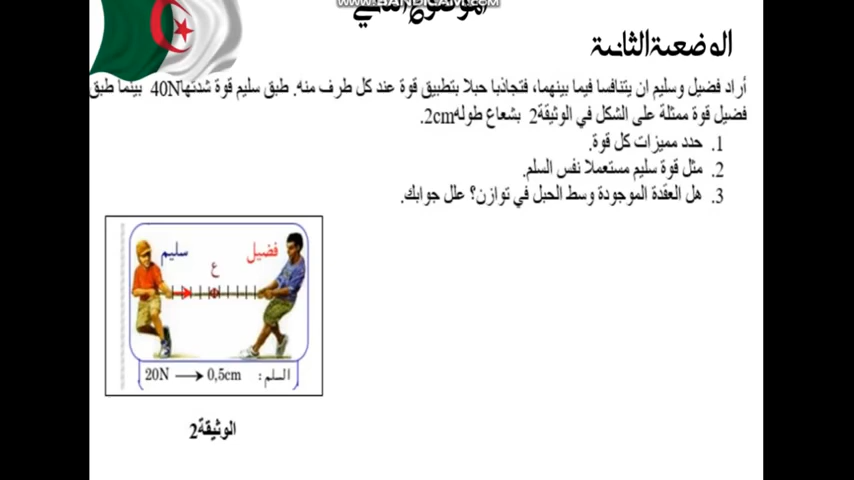 WWW.BANDICAM.COM
الوضعية الثانية
أراد فضيل وسليم ان يتنافسا فيما بينهما، فتجاذبا حبلا بتطبيق قوة عند كل طرف منه. طبق سليم قوة شدتها 40N بينما طبق
فضيل قوة ممثلة على الشكل في الوثيقة2 بشعاع طوله 2cm.
1. حدد مميزات كل قوة.
2. مثل قوة سليم مستعملا نفس السلم.
3. هل العقدة الموجودة وسط الحبل في توازن؟ علل جوابك.
فضيل سليم
ع
السلم: 20N → 0,5cm
الوثيقة2